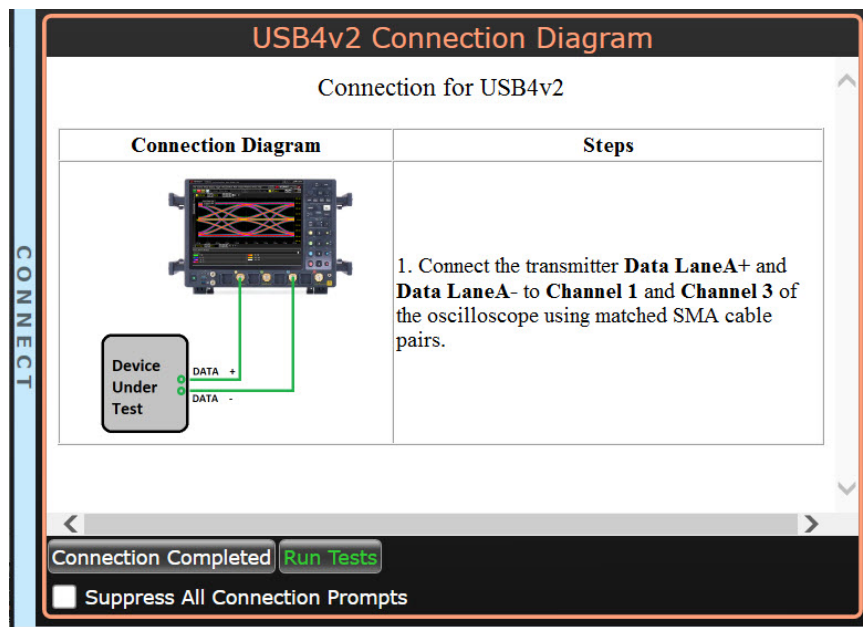 USB4v2 Connection Diagram
Connection for USB4v2
Connection Diagram
Steps
CONNECT
1. Connect the transmitter Data LaneA+ and
Data LaneA- to Channel 1 and Channel 3 of
the oscilloscope using matched SMA cable
pairs.
Device
Under
Test
DATA +
DATA -
Connection Completed
Run Tests
Suppress All Connection Prompts